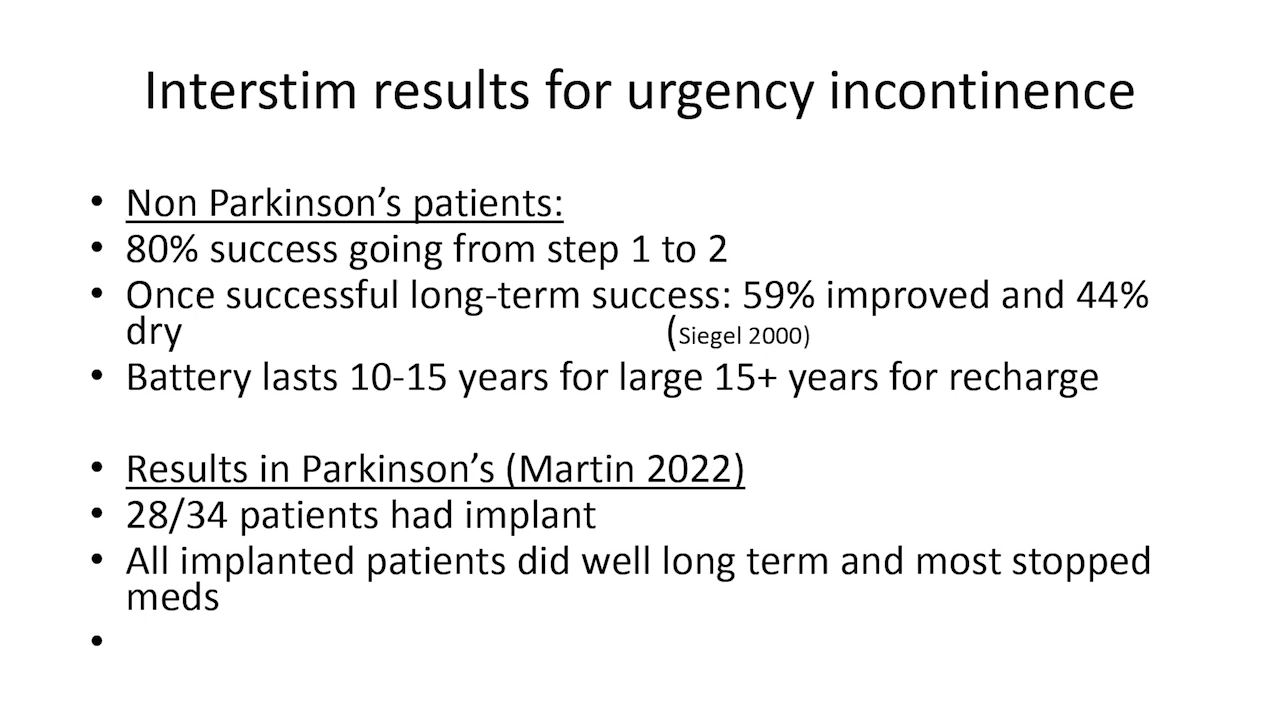 Interstim results for urgency incontinence
• Non Parkinson’s patients:
• 80% success going from step 1 to 2
• Once successful long-term success: 59% improved and 44%
dry (Siegel 2000)
• Battery lasts 10-15 years for large 15+ years for recharge
• Results in Parkinson’s (Martin 2022)
• 28/34 patients had implant
• All implanted patients did well long term and most stopped
meds
•